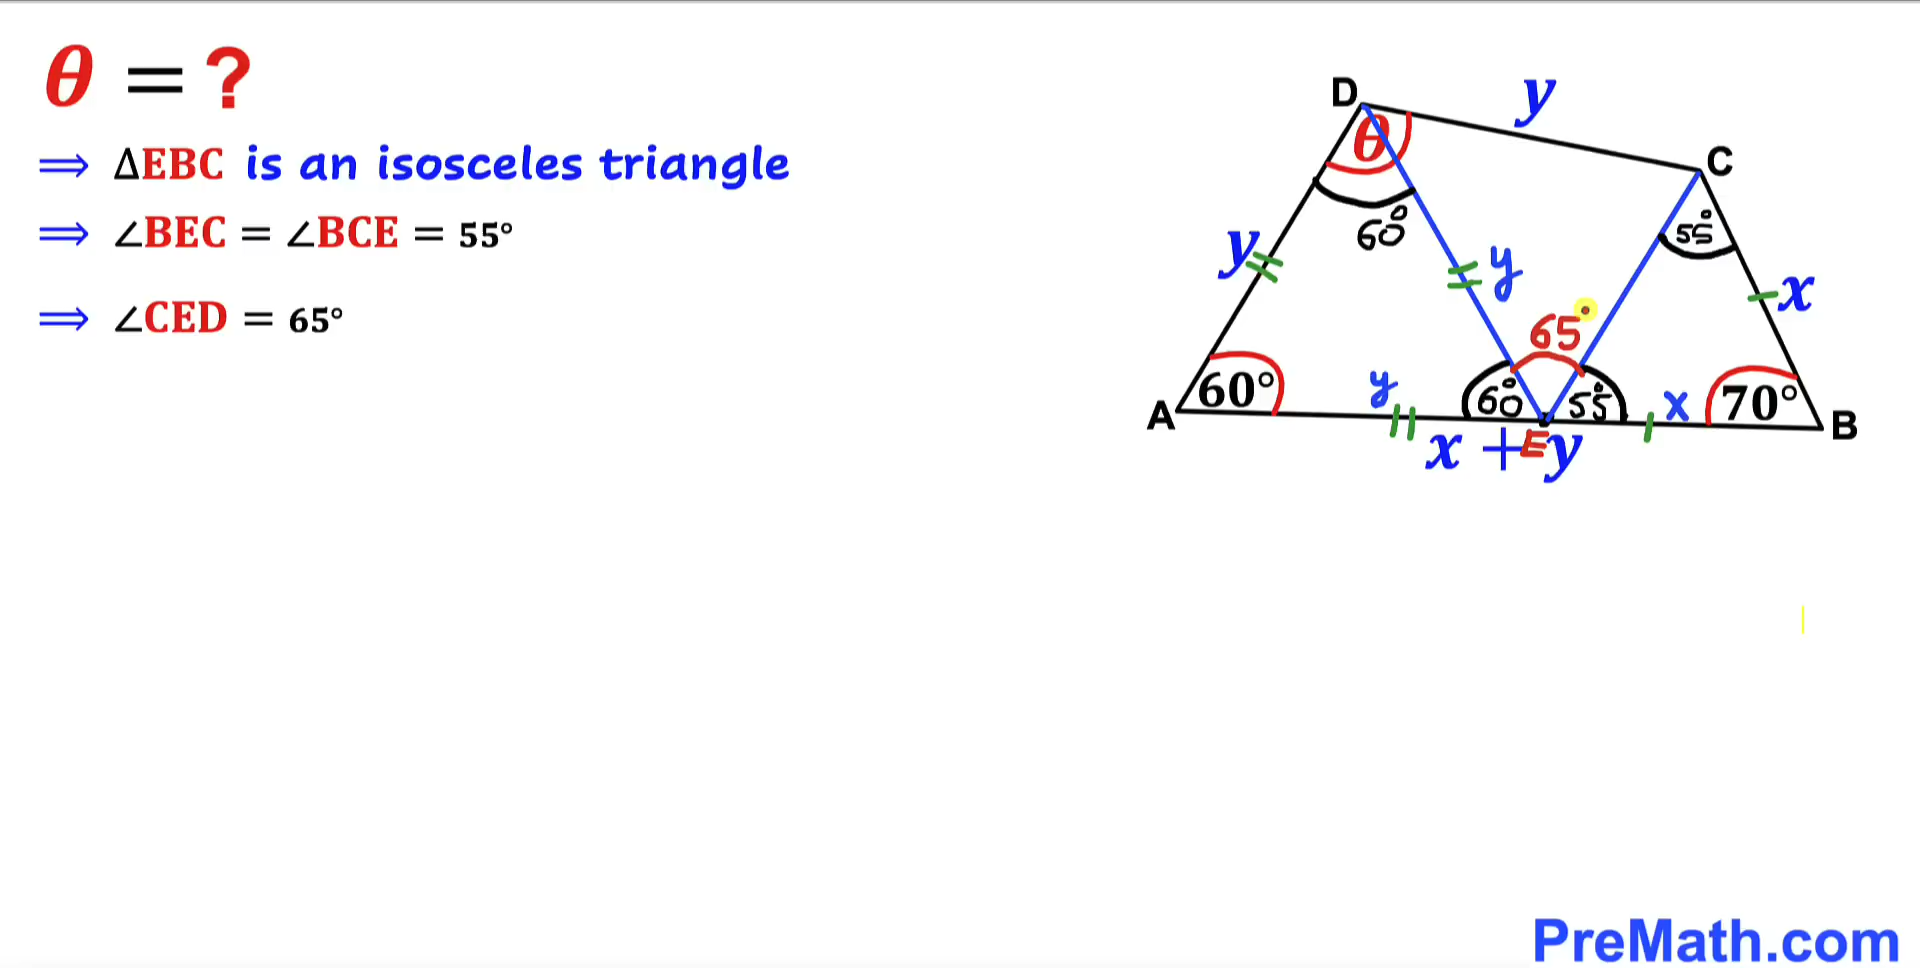 θ = ?
⟹ ΔEBC is an isosceles triangle
⟹ ∠BEC = ∠BCE = 55°
⟹ ∠CED = 65°
D
y
C
θ
60°
55°
y
y
x
65°
A
60°
y
60°
55°
x
70°
B
x + y
E
PreMath.com